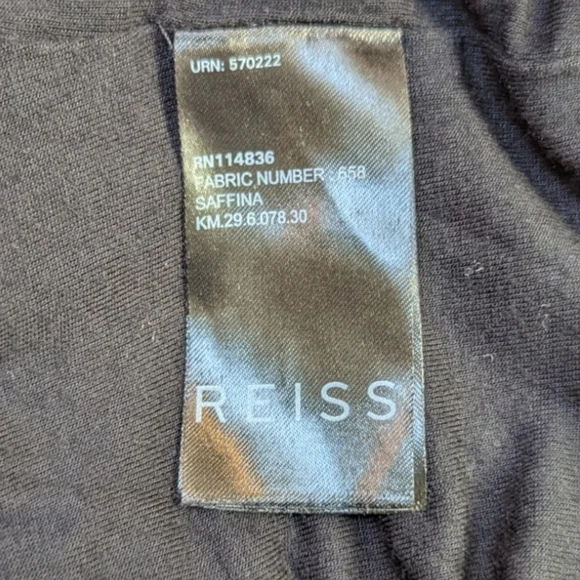 URN: 570222
RN114836
FABRIC NUMBER : 658
SAFFINA
KM.29.6.078.30
REISS